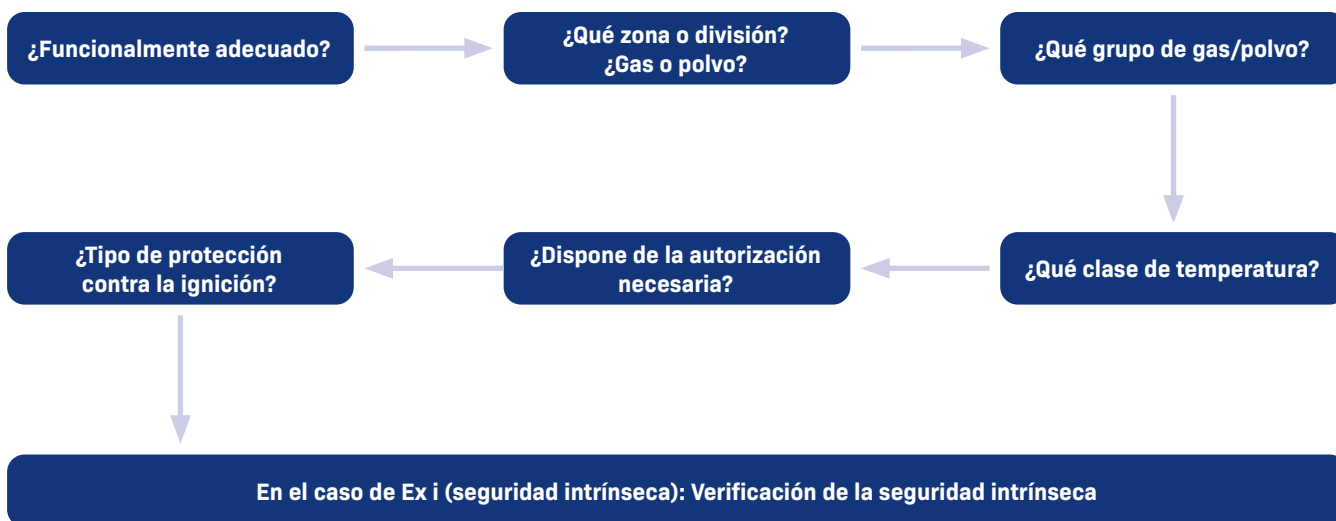 ¿Funcionalmente adecuado?
¿Qué zona o división?
¿Gas o polvo?
¿Qué grupo de gas/polvo?
¿Qué clase de temperatura?
¿Dispone de la autorización
necesaria?
¿Tipo de protección
contra la ignición?
En el caso de Ex i (seguridad intrínseca): Verificación de la seguridad intrínseca